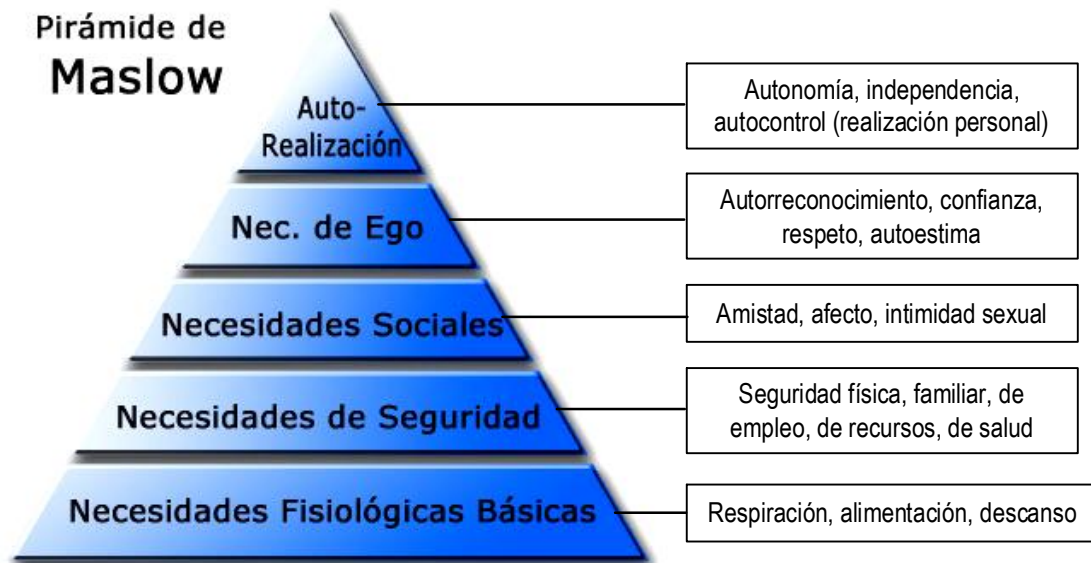 Pirámide de
Maslow
Auto-
Realización
Autonomía, independencia,
autocontrol (realización personal)
Nec. de Ego
Autorreconocimiento, confianza,
respeto, autoestima
Necesidades Sociales
Amistad, afecto, intimidad sexual
Necesidades de Seguridad
Seguridad física, familiar, de
empleo, de recursos, de salud
Necesidades Fisiológicas Básicas
Respiración, alimentación, descanso